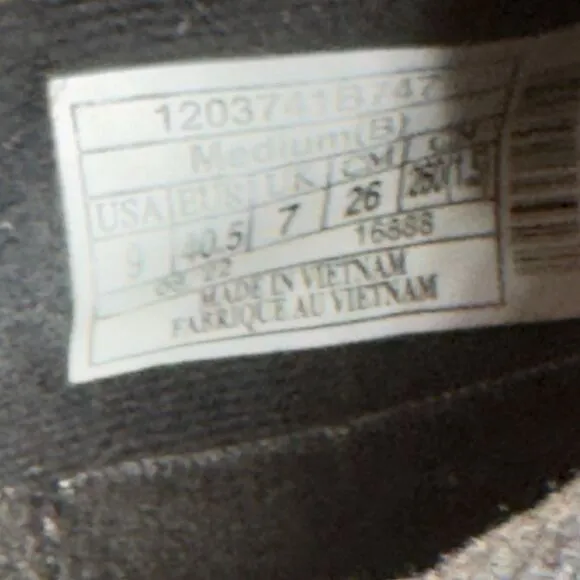 1203741B747
Medium(B)
USA EUS UK CM CN
9 40.5 7 26 260/1.5
09 22 16888
MADE IN VIETNAM
FABRIQUE AU VIETNAM